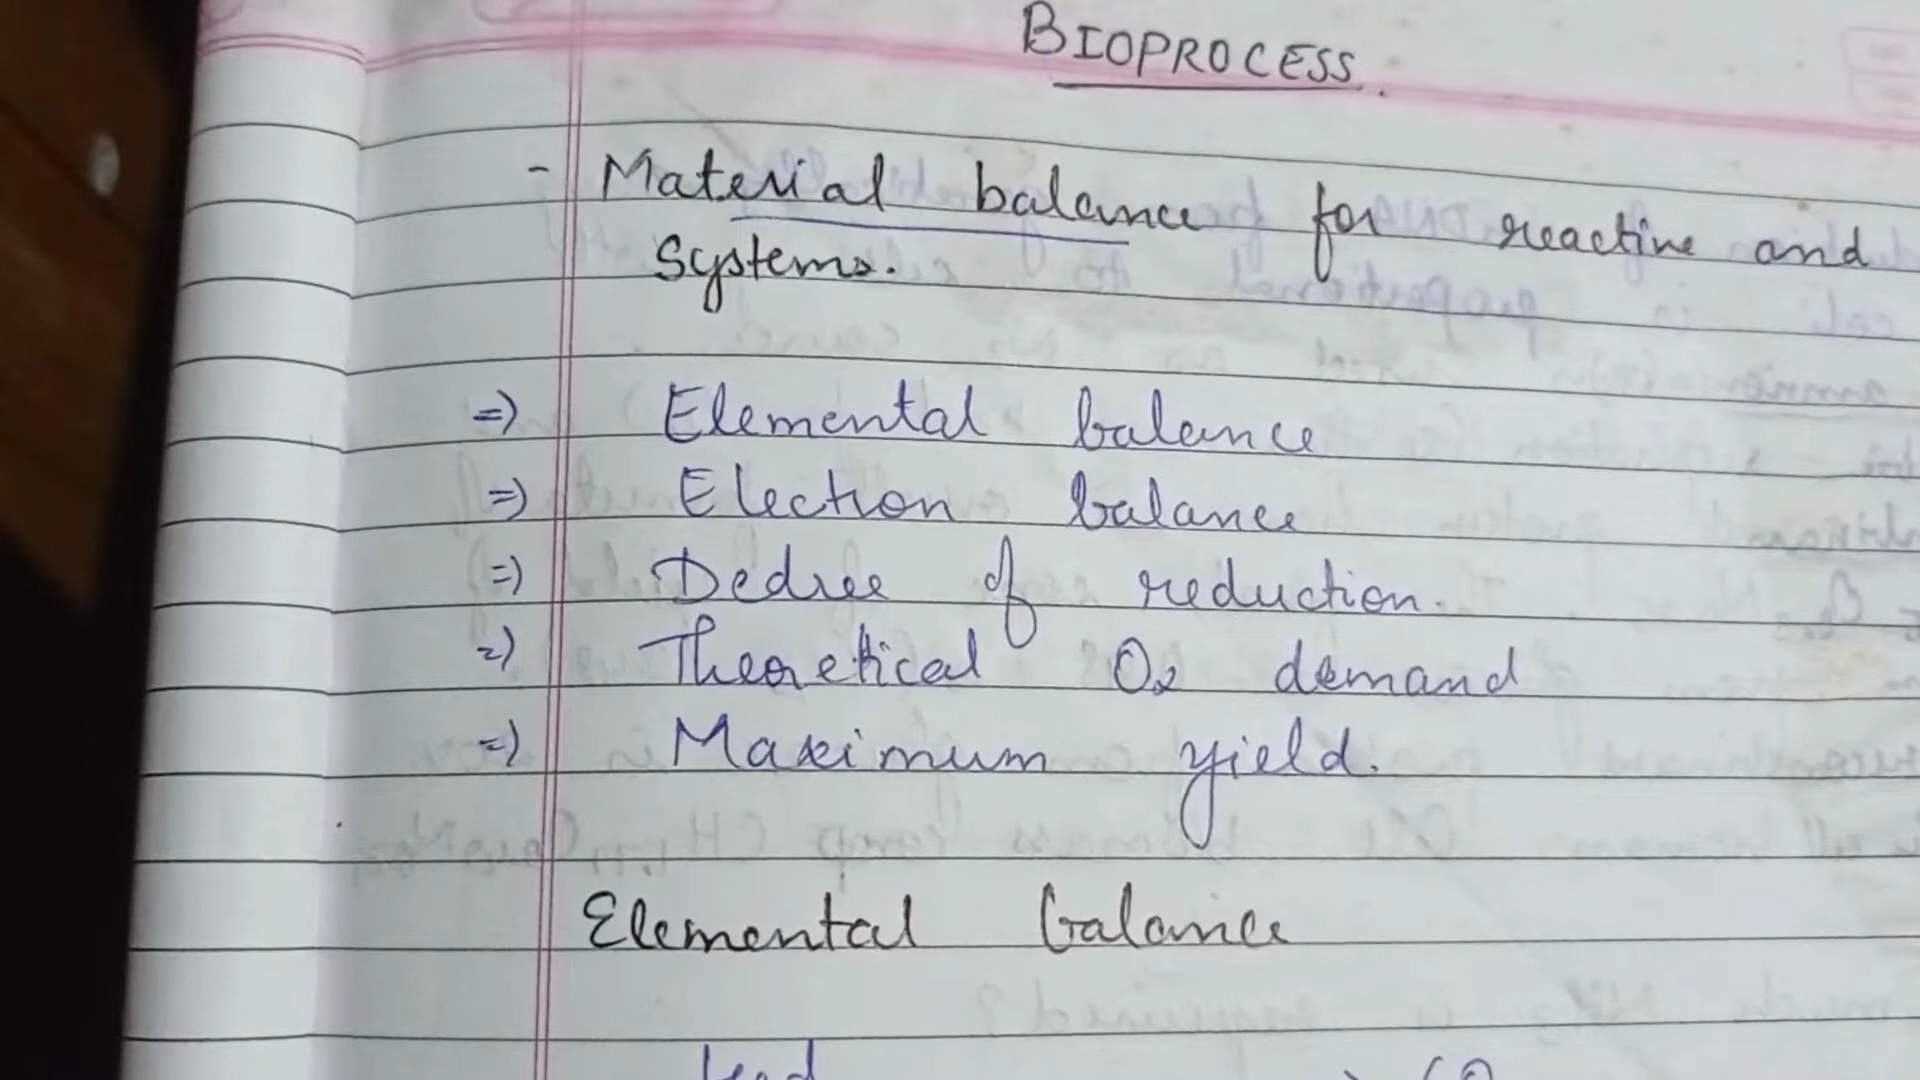 BIOPROCESS.
- Material balance for reactive and
systems.
=) Elemental balance
=) Election balance
=) Dedree of reduction.
=) Theoretical O2 demand
=) Maximum yield.
Elemental balance